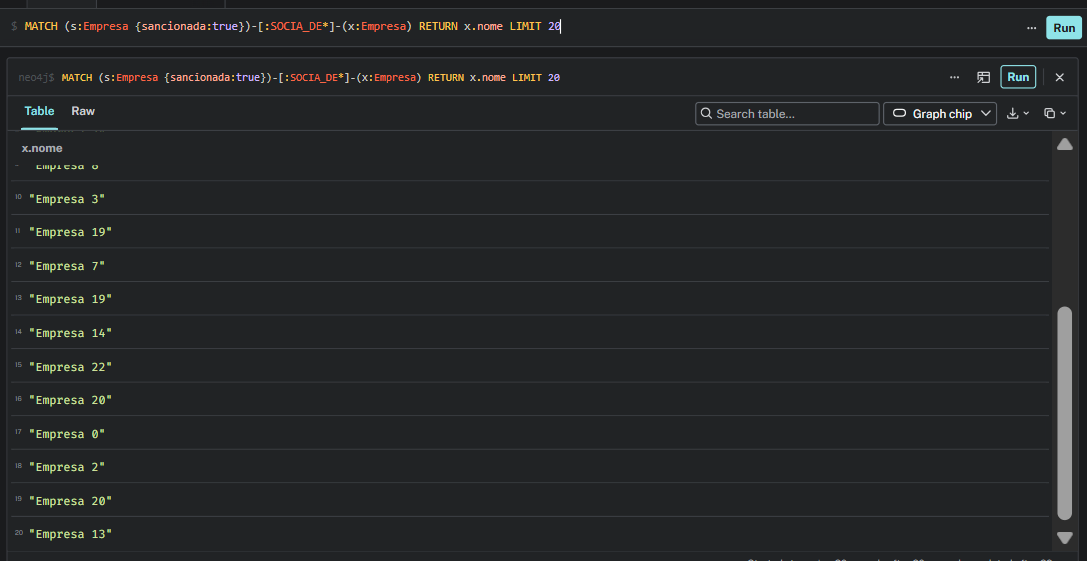 $ MATCH (s:Empresa {sancionada:true})-[:SOCIA_DE*]-(x:Empresa) RETURN x.nome LIMIT 20
Run
neo4j$ MATCH (s:Empresa {sancionada:true})-[:SOCIA_DE*]-(x:Empresa) RETURN x.nome LIMIT 20
Run
Table Raw
Search table...
Graph chip
x.nome
"Empresa 8
10 "Empresa 3"
11 "Empresa 19"
12 "Empresa 7"
13 "Empresa 19"
14 "Empresa 14"
15 "Empresa 22"
16 "Empresa 20"
17 "Empresa 0"
18 "Empresa 2"
19 "Empresa 20"
20 "Empresa 13"